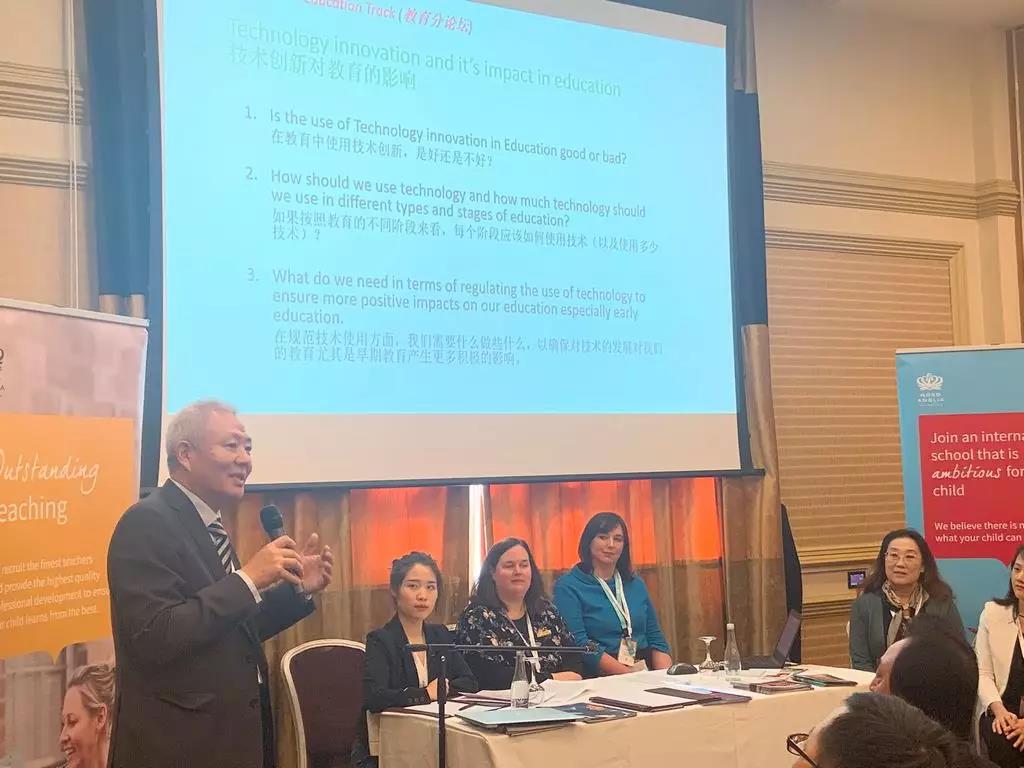 Education Track (教育分论坛)
Technology innovation and it's impact in education
技术创新对教育的影响
1. Is the use of Technology innovation in Education good or bad?
在教育中使用技术创新，是好还是不好？
2. How should we use technology and how much technology should
we use in different types and stages of education?
如果按照教育的不同阶段来看，每个阶段应该如何使用技术（以及使用多少
技术）？
3. What do we need in terms of regulating the use of technology to
ensure more positive impacts on our education especially early
education.
在规范技术使用方面，我们需要什么做些什么，以确保对技术的发展对我们
的教育尤其是早期教育产生更多积极的影响。
Outstanding
eaching
recruit the finest teachers
provide the highest quality
fessional development to ensu
child learns from the best.
NORD
ANGLIA
Join an interna
school that is
ambitious for
child
We believe there is n
what your child can